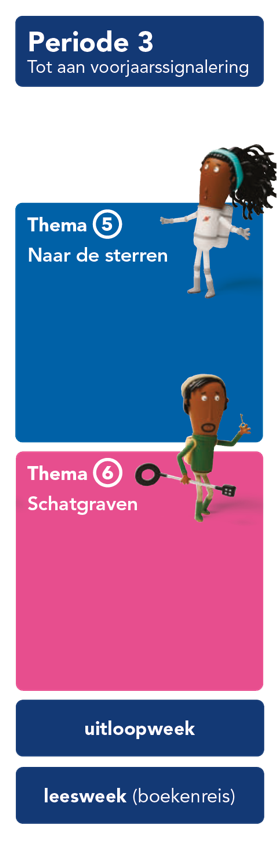 Periode 3
Tot aan voorjaarssignalering
Thema 5
Naar de sterren
Thema 6
Schatgraven
uitloopweek
leesweek (boekenreis)